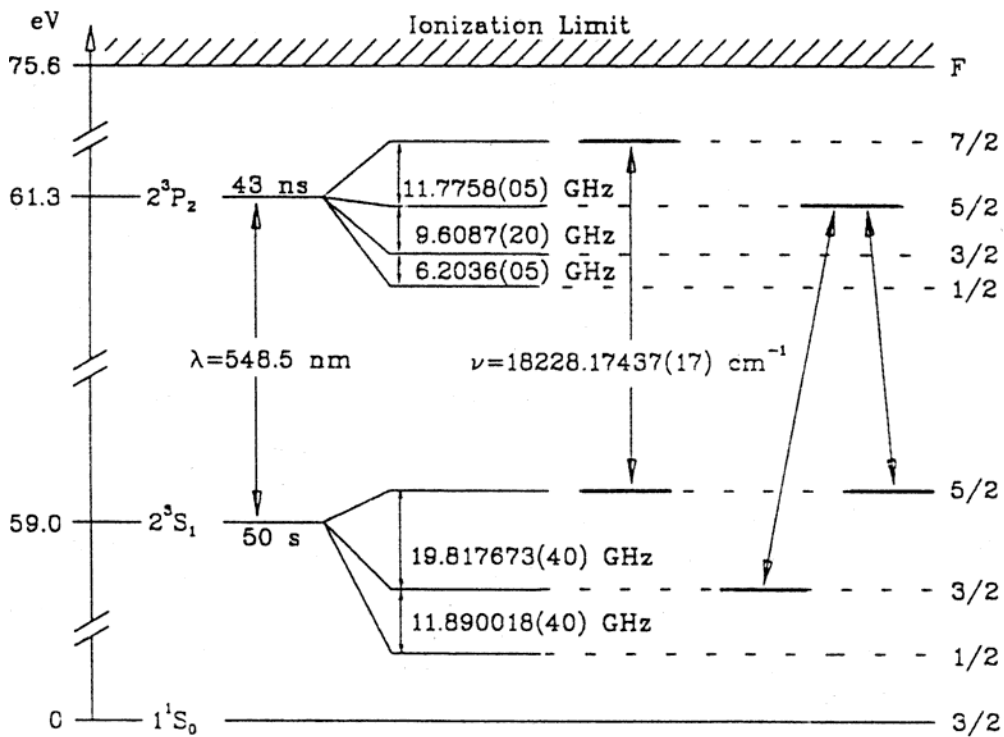 eV
Ionization Limit
75.6
F
7/2
61.3
2³P₂
43 ns
11.7758(05) GHz
5/2
9.6087(20) GHz
3/2
6.2036(05) GHz
1/2
λ=548.5 nm
ν=18228.17437(17) cm⁻¹
5/2
59.0
2³S₁
50 s
19.817673(40) GHz
3/2
11.890018(40) GHz
1/2
0
1¹S₀
3/2